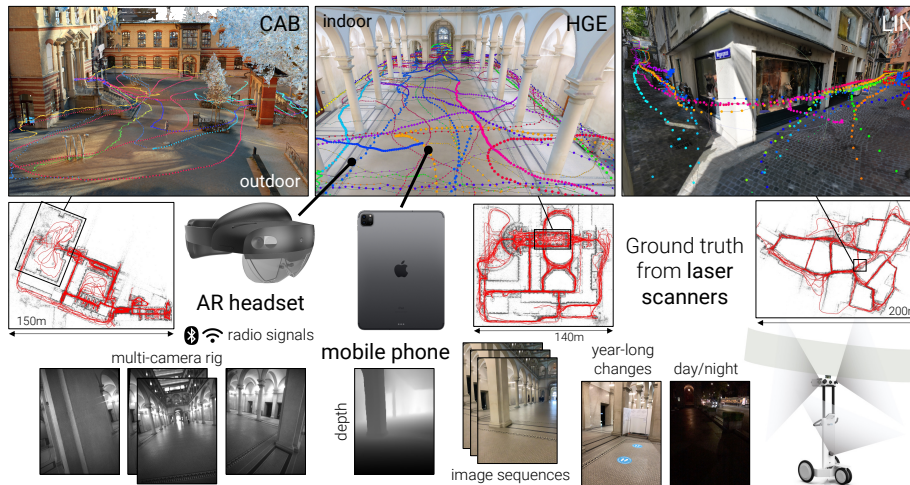 CAB
outdoor
indoor
HGE
LIN
150m
AR headset
radio signals
multi-camera rig
mobile phone
depth
140m
image sequences
Ground truth
from laser
scanners
200m
year-long
changes
day/night